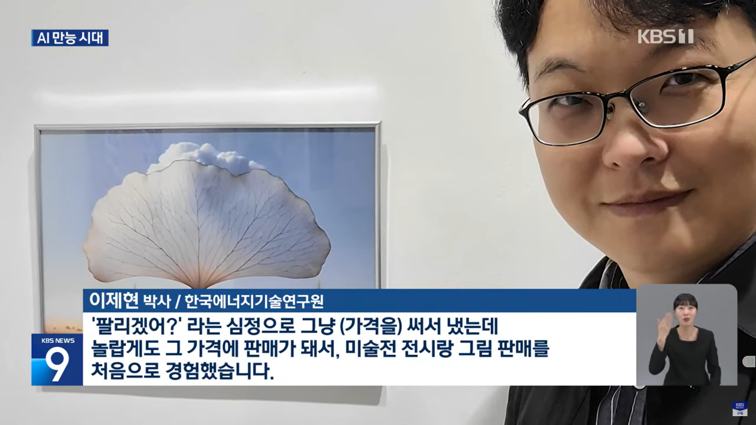 AI 만능 시대
KBS 1
이제현 박사 / 한국에너지기술연구원
'팔리겠어?' 라는 심정으로 그냥 (가격을) 써서 냈는데
놀랍게도 그 가격에 판매가 돼서, 미술전 전시랑 그림 판매를
처음으로 경험했습니다.
KBS NEWS
9